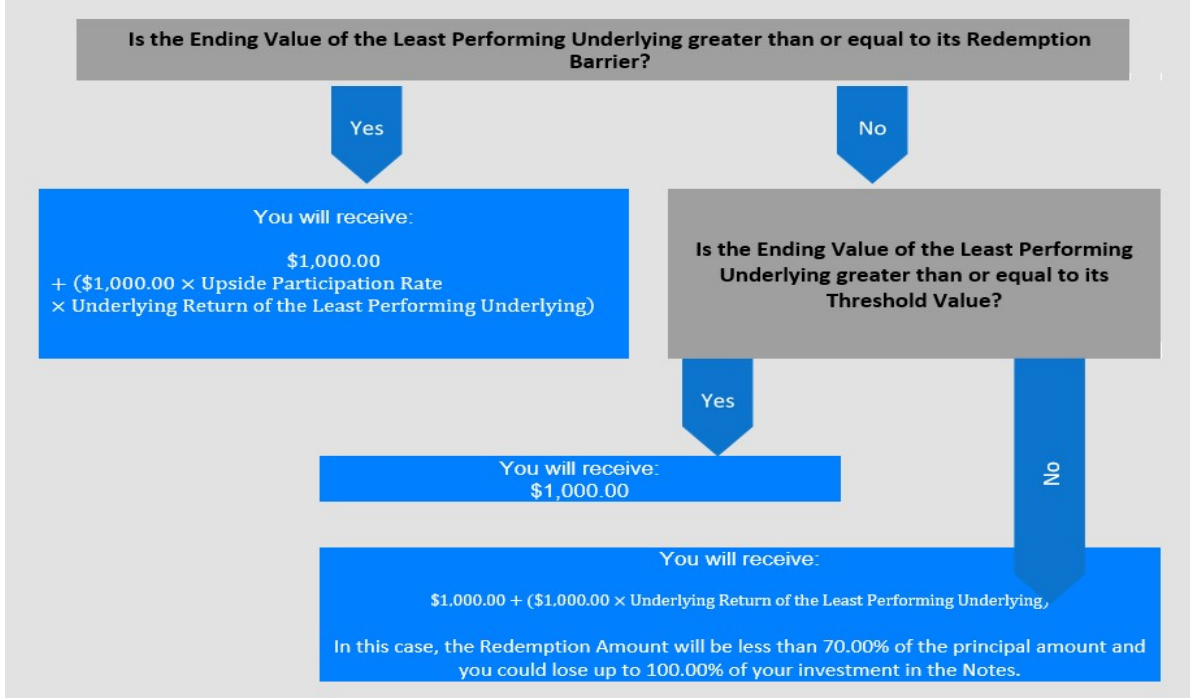 Is the Ending Value of the Least Performing Underlying greater than or equal to its Redemption
Barrier?
Yes
No
You will receive:
$1,000.00
+ ($1,000.00 × Upside Participation Rate
× Underlying Return of the Least Performing Underlying)
Is the Ending Value of the Least Performing
Underlying greater than or equal to its
Threshold Value?
Yes
You will receive:
$1,000.00
No
You will receive:
$1,000.00 + ($1,000.00 × Underlying Return of the Least Performing Underlying)
In this case, the Redemption Amount will be less than 70.00% of the principal amount and
you could lose up to 100.00% of your investment in the Notes.